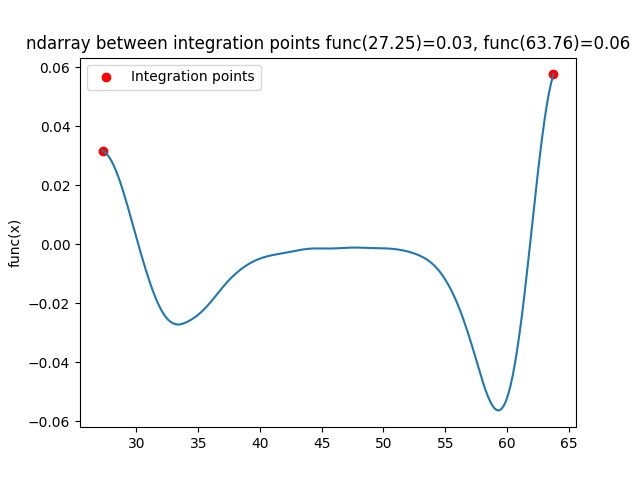 ndarray between integration points func(27.25)=0.03, func(63.76)=0.06
Integration points
func(x)
0.06
0.04
0.02
0.00
−0.02
−0.04
−0.06
30 35 40 45 50 55 60 65